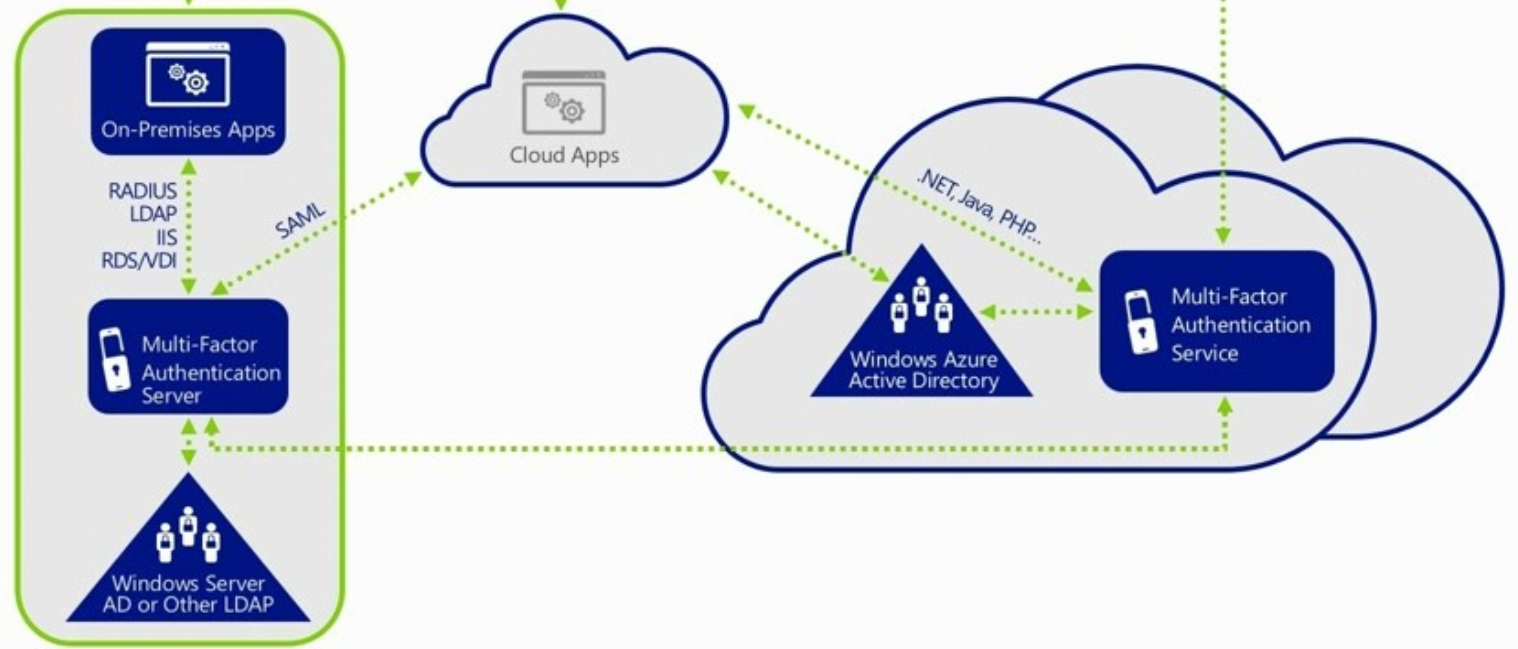 On-Premises Apps
RADIUS
LDAP
IIS
RDS/VDI
SAML
Multi-Factor
Authentication
Server
Windows Server
AD or Other LDAP
Cloud Apps
.NET, Java, PHP...
Windows Azure
Active Directory
Multi-Factor
Authentication
Service